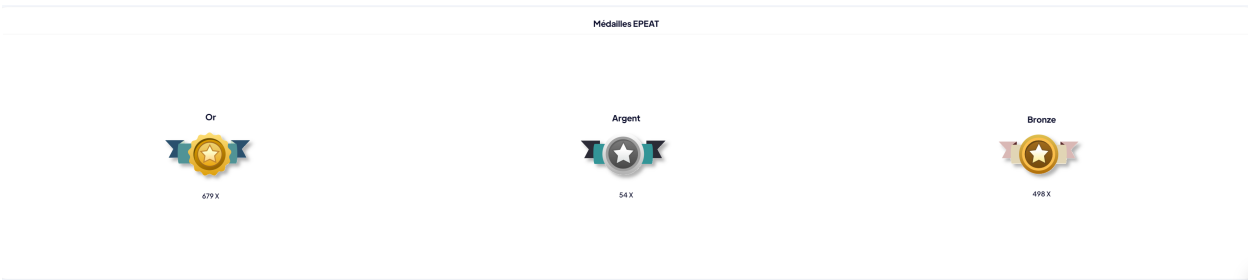 Médailles EPEAT
Or
Argent
Bronze
679 X
54 X
498 X